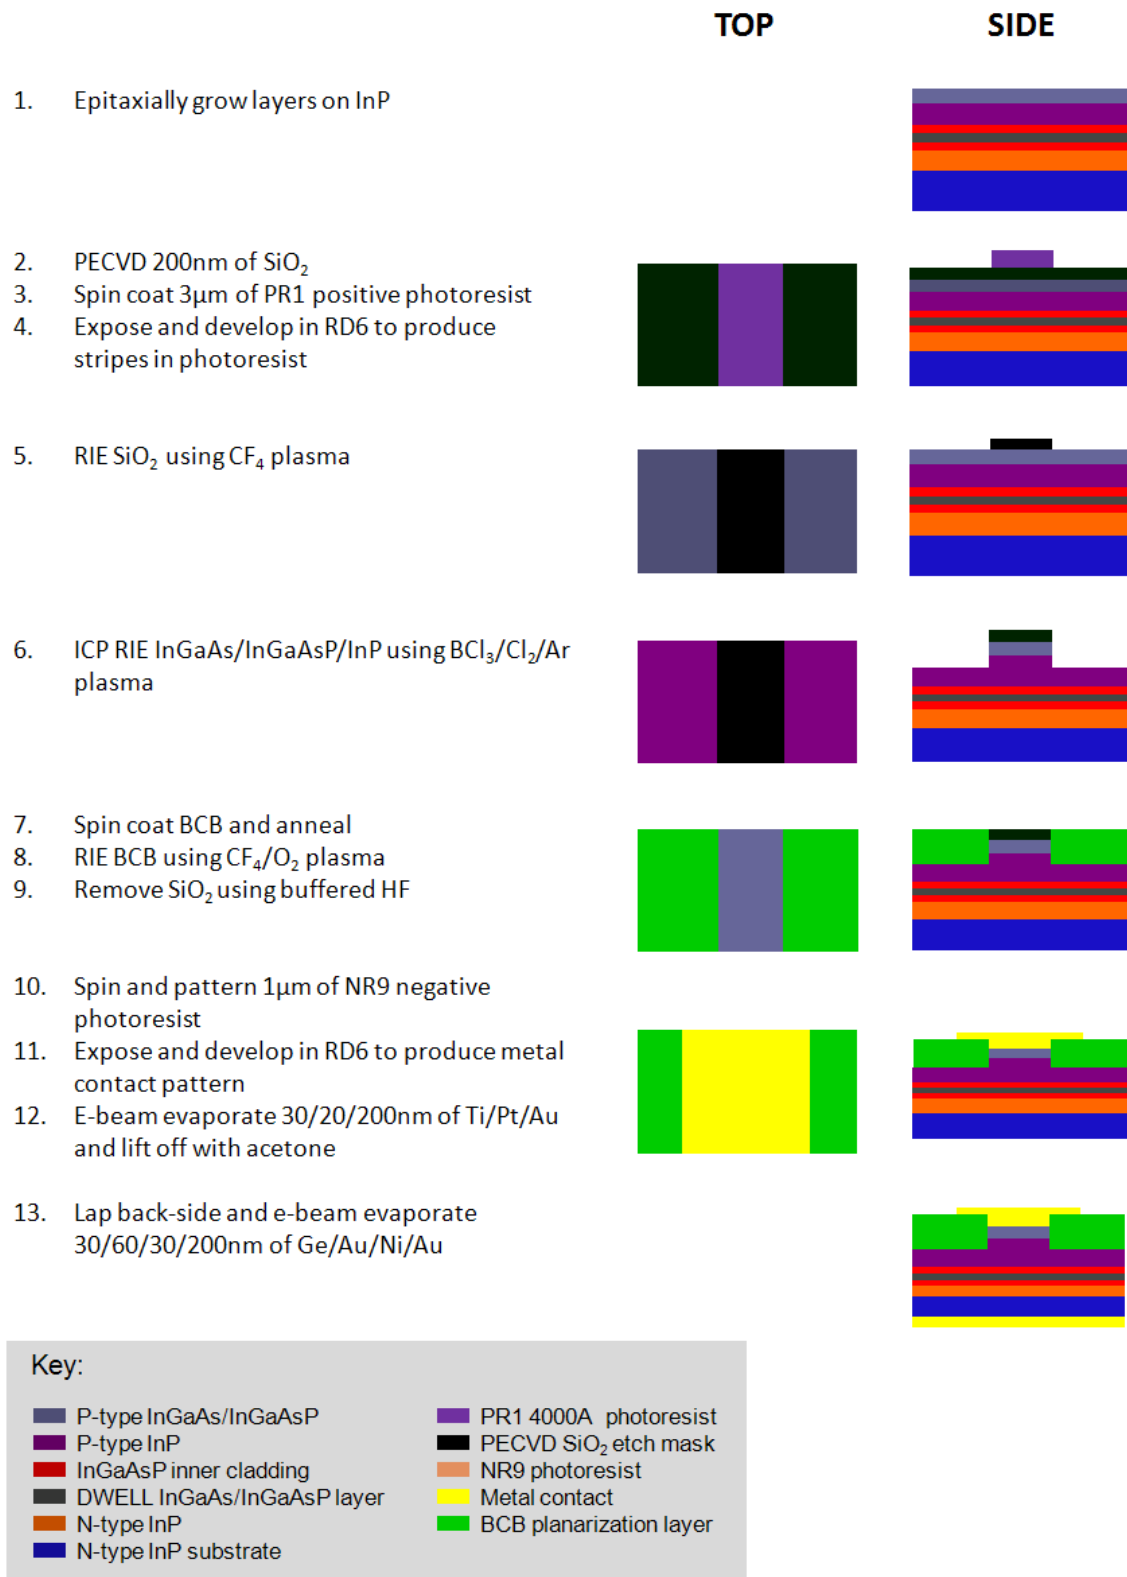 TOP SIDE
1. Epitaxially grow layers on InP
2. PECVD 200nm of SiO₂
3. Spin coat 3µm of PR1 positive photoresist
4. Expose and develop in RD6 to produce
stripes in photoresist
5. RIE SiO₂ using CF₄ plasma
6. ICP RIE InGaAs/InGaAsP/InP using BCl₃/Cl₂/Ar
plasma
7. Spin coat BCB and anneal
8. RIE BCB using CF₄/O₂ plasma
9. Remove SiO₂ using buffered HF
10. Spin and pattern 1µm of NR9 negative
photoresist
11. Expose and develop in RD6 to produce metal
contact pattern
12. E-beam evaporate 30/20/200nm of Ti/Pt/Au
and lift off with acetone
13. Lap back-side and e-beam evaporate
30/60/30/200nm of Ge/Au/Ni/Au
Key:
P-type InGaAs/InGaAsP
P-type InP
InGaAsP inner cladding
DWELL InGaAs/InGaAsP layer
N-type InP
N-type InP substrate
PR1 4000A photoresist
PECVD SiO₂ etch mask
NR9 photoresist
Metal contact
BCB planarization layer